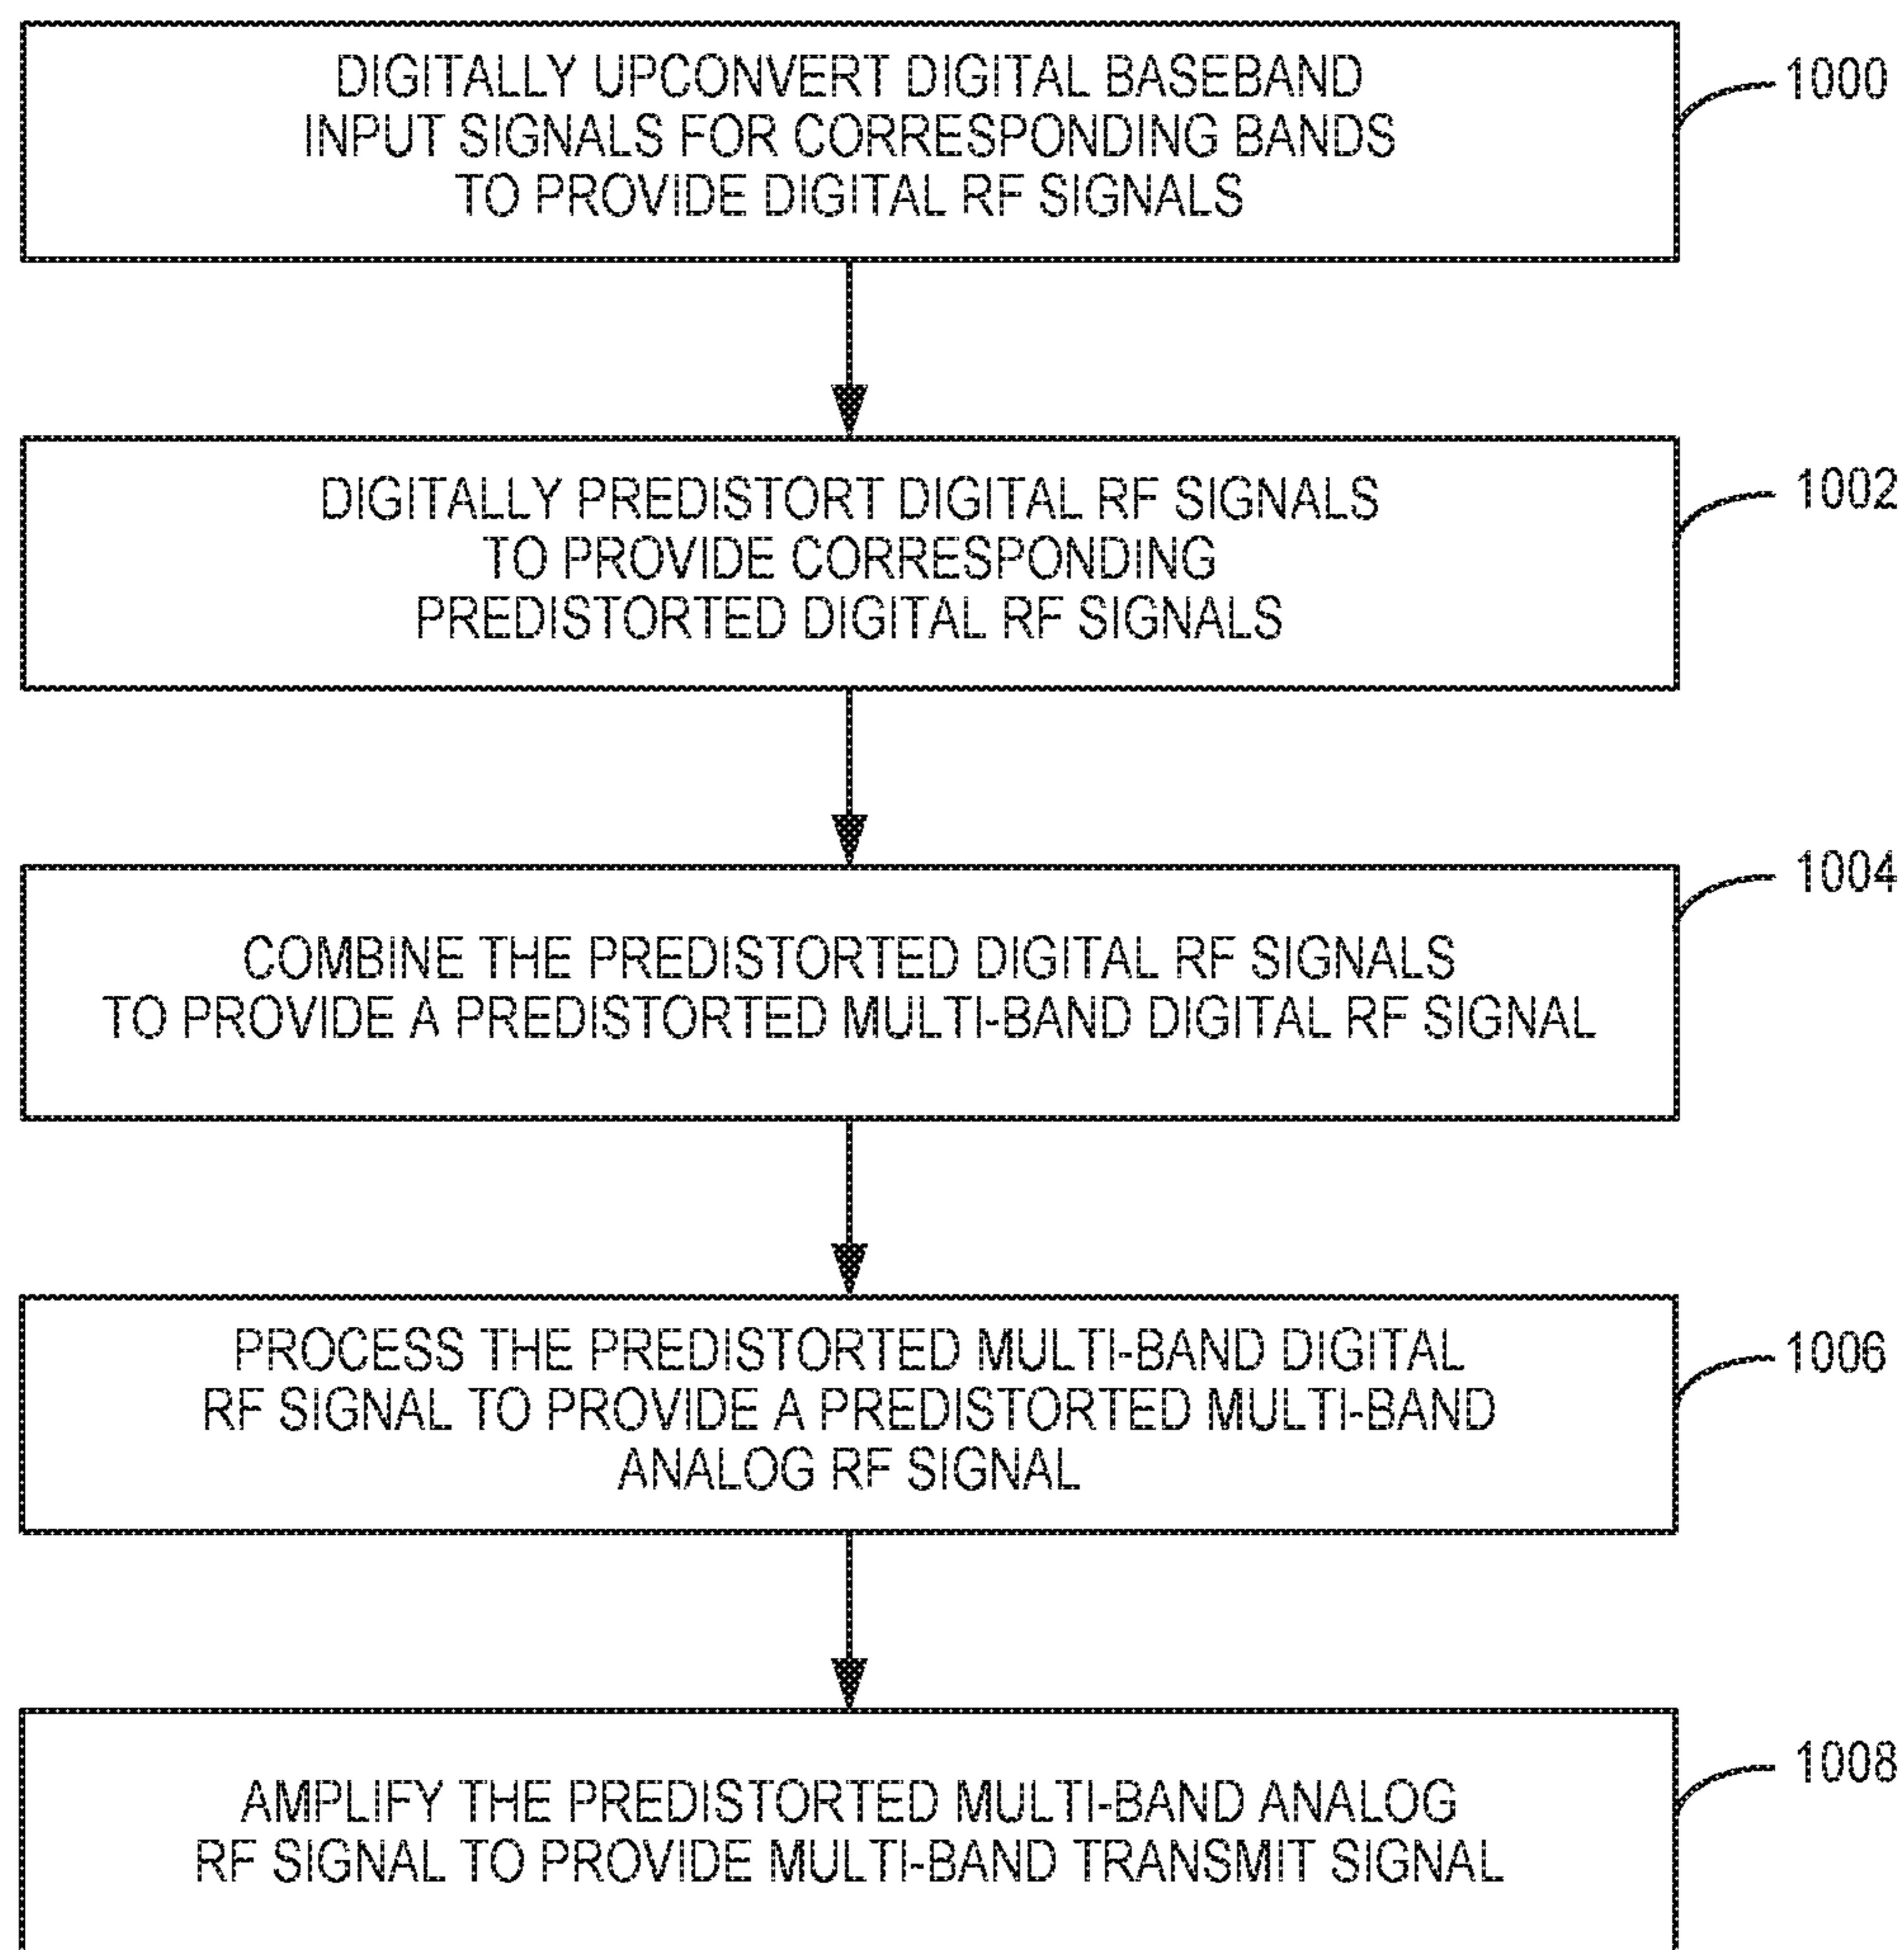 DIGITALLY UPCONVERT DIGITAL BASEBAND
INPUT SIGNALS FOR CORRESPONDING BANDS
TO PROVIDE DIGITAL RF SIGNALS
1000
DIGITALLY PREDISTORT DIGITAL RF SIGNALS
TO PROVIDE CORRESPONDING
PREDISTORTED DIGITAL RF SIGNALS
1002
COMBINE THE PREDISTORTED DIGITAL RF SIGNALS
TO PROVIDE A PREDISTORTED MULTI-BAND DIGITAL RF SIGNAL
1004
PROCESS THE PREDISTORTED MULTI-BAND DIGITAL
RF SIGNAL TO PROVIDE A PREDISTORTED MULTI-BAND
ANALOG RF SIGNAL
1006
AMPLIFY THE PREDISTORTED MULTI-BAND ANALOG
RF SIGNAL TO PROVIDE MULTI-BAND TRANSMIT SIGNAL
1008